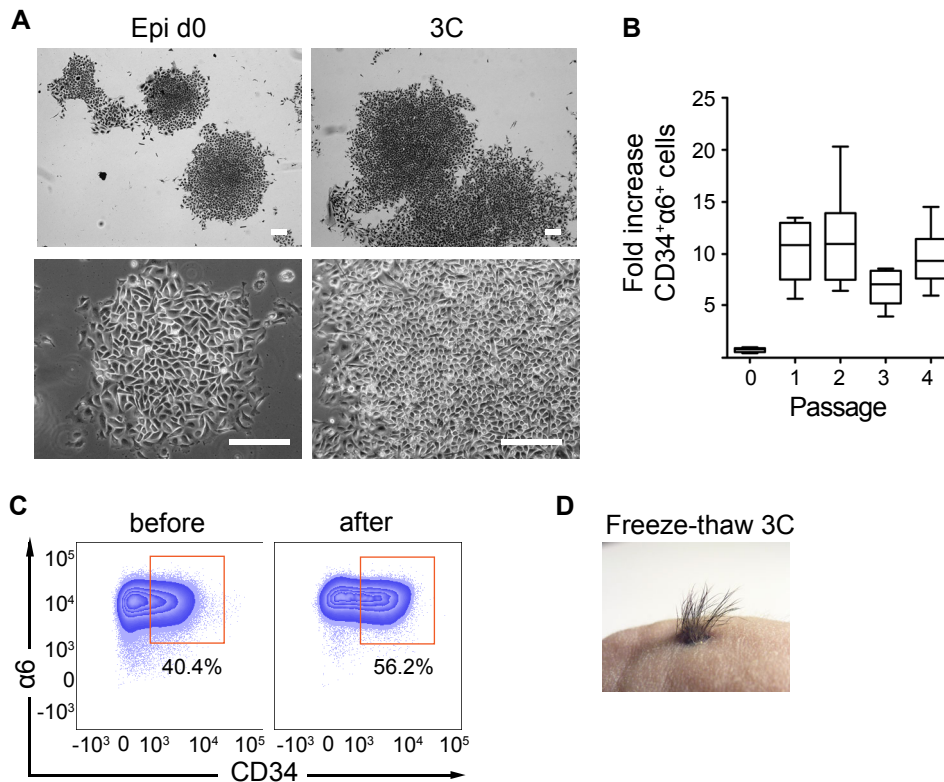 A
Epi d0
3C
B
25
20
15
10
5
Fold increase
CD34⁺α6⁺ cells
0 1 2 3 4
Passage
C
before
after
α6
10⁵
10⁴
10³
0
-10³
40.4%
56.2%
-10³ 0 10³ 10⁴ 10⁵
-10³ 0 10³ 10⁴ 10⁵
CD34
D
Freeze-thaw 3C